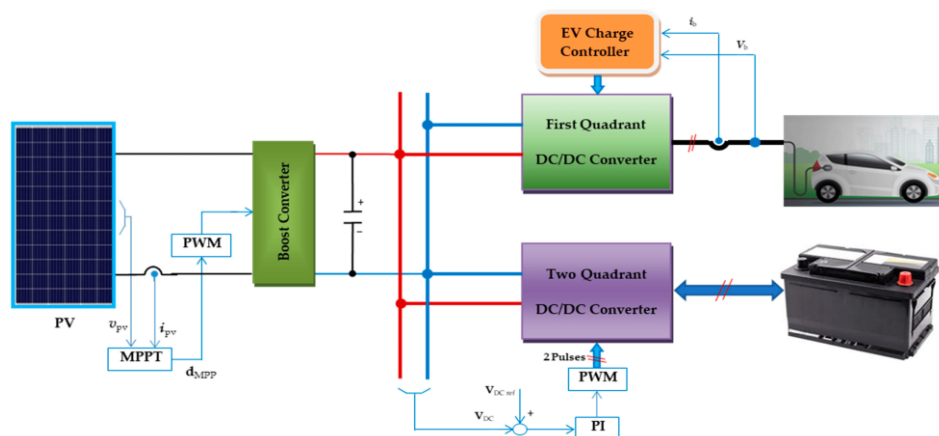 EV Charge
Controller
i_b
V_b
First Quadrant
DC/DC Converter
Boost Converter
+
−
PWM
PV
v_pv
i_pv
MPPT
d_MPP
Two Quadrant
DC/DC Converter
2 Pulses
PWM
V_DC ref
+
V_DC
PI